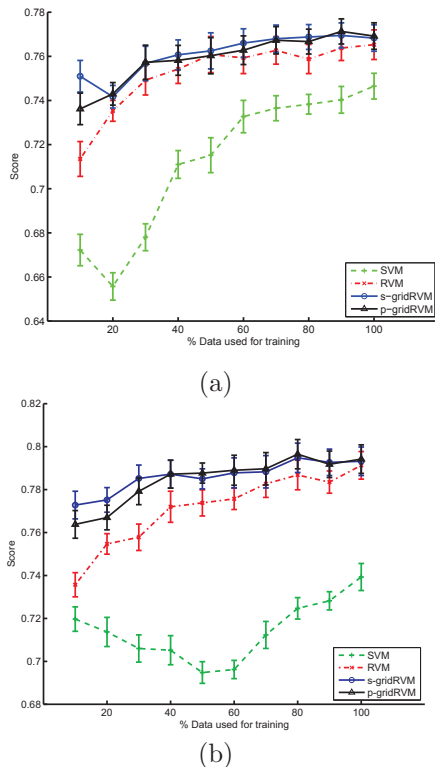 0.78
0.76
0.74
0.72
0.7
0.68
0.66
0.64
Score
20
40
60
80
100
% Data used for training
SVM
RVM
s-gridRVM
p-gridRVM
(a)
0.82
0.8
0.78
0.76
0.74
0.72
0.7
0.68
Score
20
40
60
80
100
% Data used for training
SVM
RVM
s-gridRVM
p-gridRVM
(b)